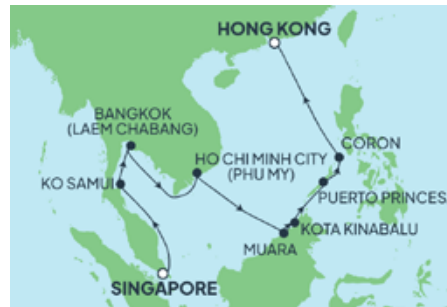 HONG KONG
BANGKOK
(LAEM CHABANG)
HO CHI MINH CITY
(PHU MY)
CORON
KO SAMUI
PUERTO PRINCES
KOTA KINABALU
MUARA
SINGAPORE